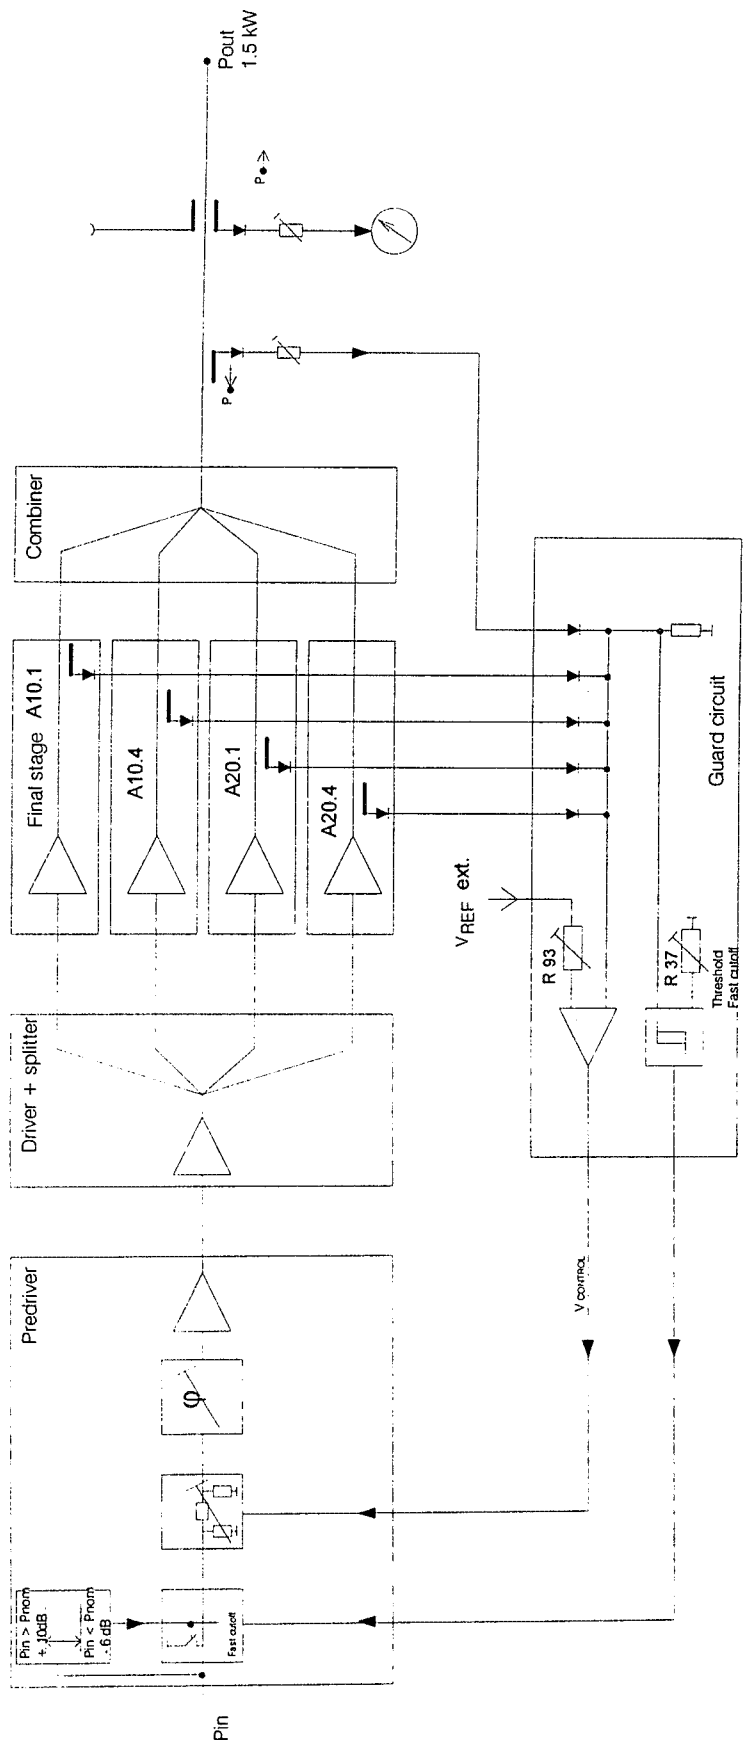 Pin
Pin > Pnom
+ 10dB
Pin < Pnom
- 6 dB
Fast cutoff
φ
Predriver
Driver + splitter
Final stage A10.1
A10.4
A20.1
A20.4
Combiner
P
P
Pout
1.5 kW
V CONTROL
VREF ext.
R 93
R 37
Threshold
Fast cutoff
Guard circuit